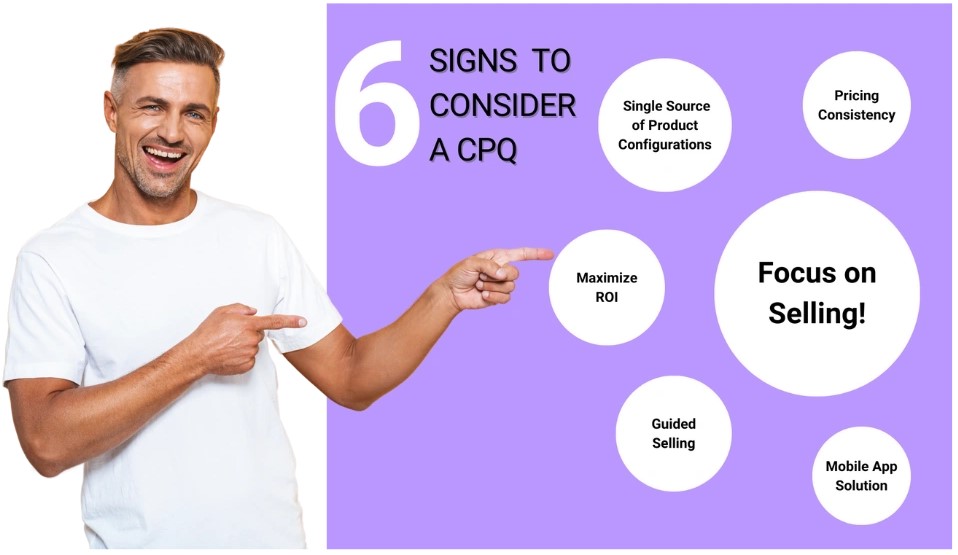 6
SIGNS TO
CONSIDER
A CPQ
Single Source
of Product
Configurations
Pricing
Consistency
Maximize
ROI
Focus on
Selling!
Guided
Selling
Mobile App
Solution